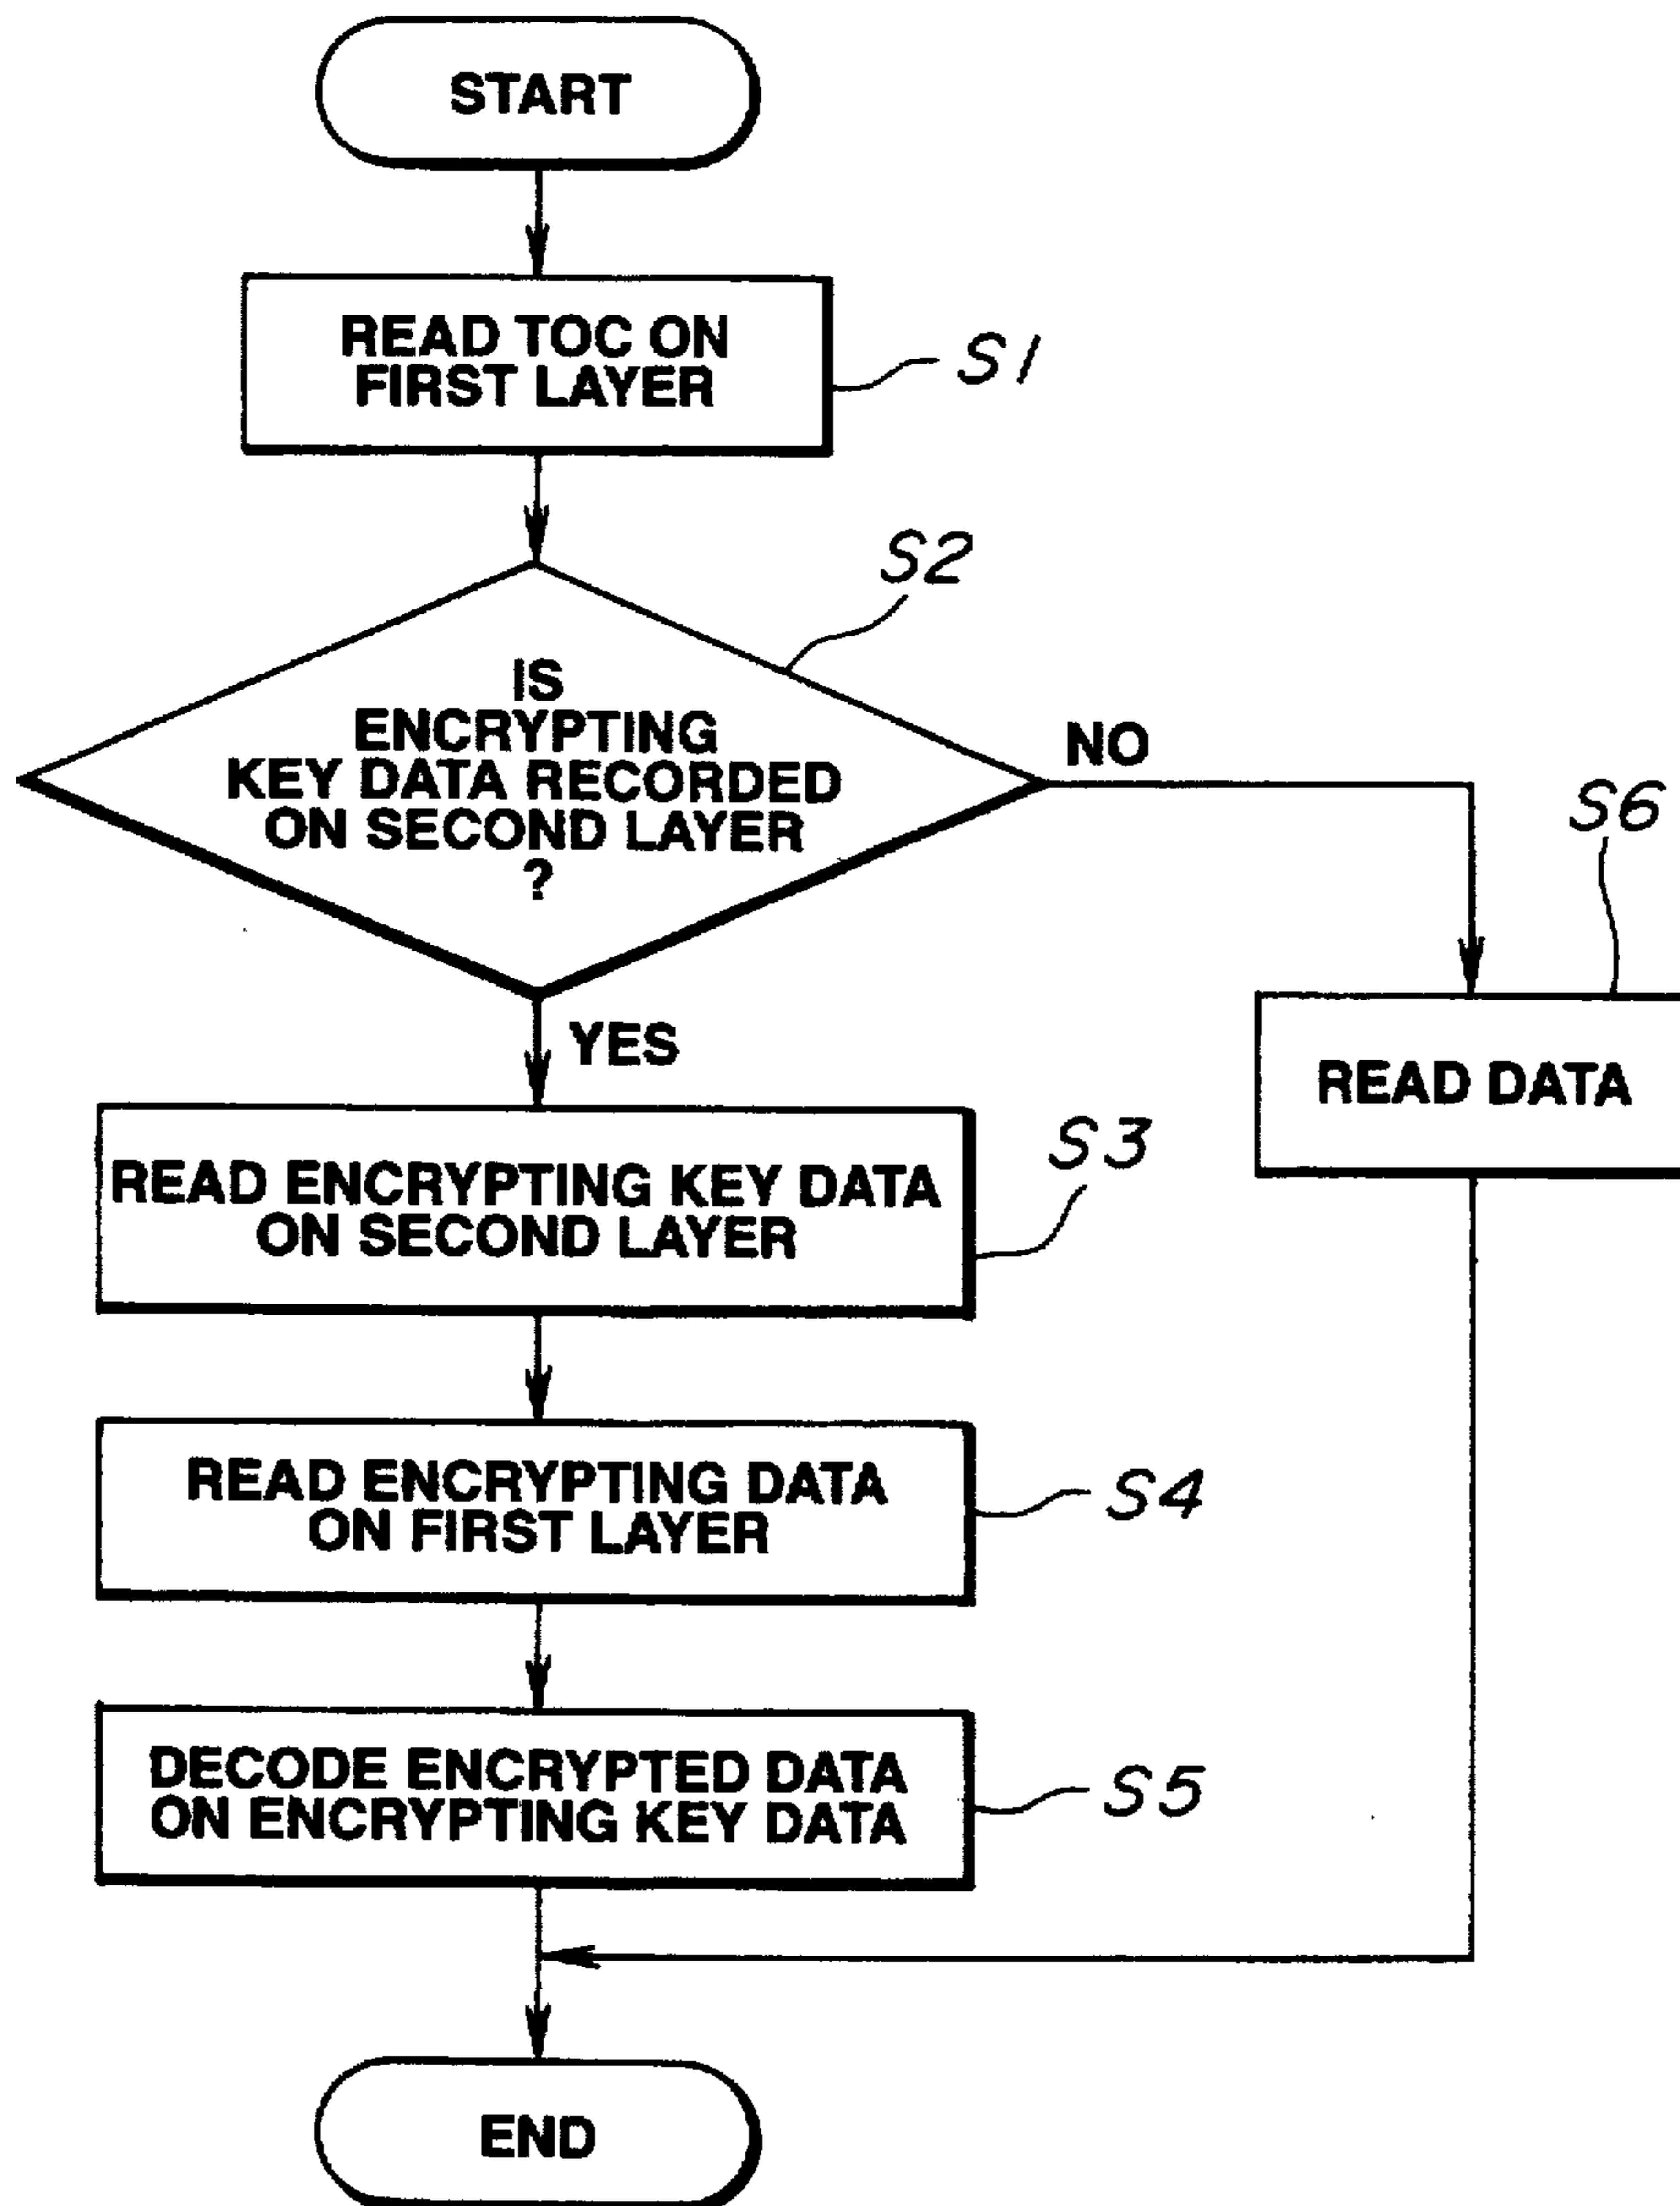 START
READ TOC ON
FIRST LAYER
S1
S2
IS
ENCRYPTING
KEY DATA RECORDED
ON SECOND LAYER
?
NO
S6
YES
READ DATA
READ ENCRYPTING KEY DATA
ON SECOND LAYER
S3
READ ENCRYPTING DATA
ON FIRST LAYER
S4
DECODE ENCRYPTED DATA
ON ENCRYPTING KEY DATA
S5
END